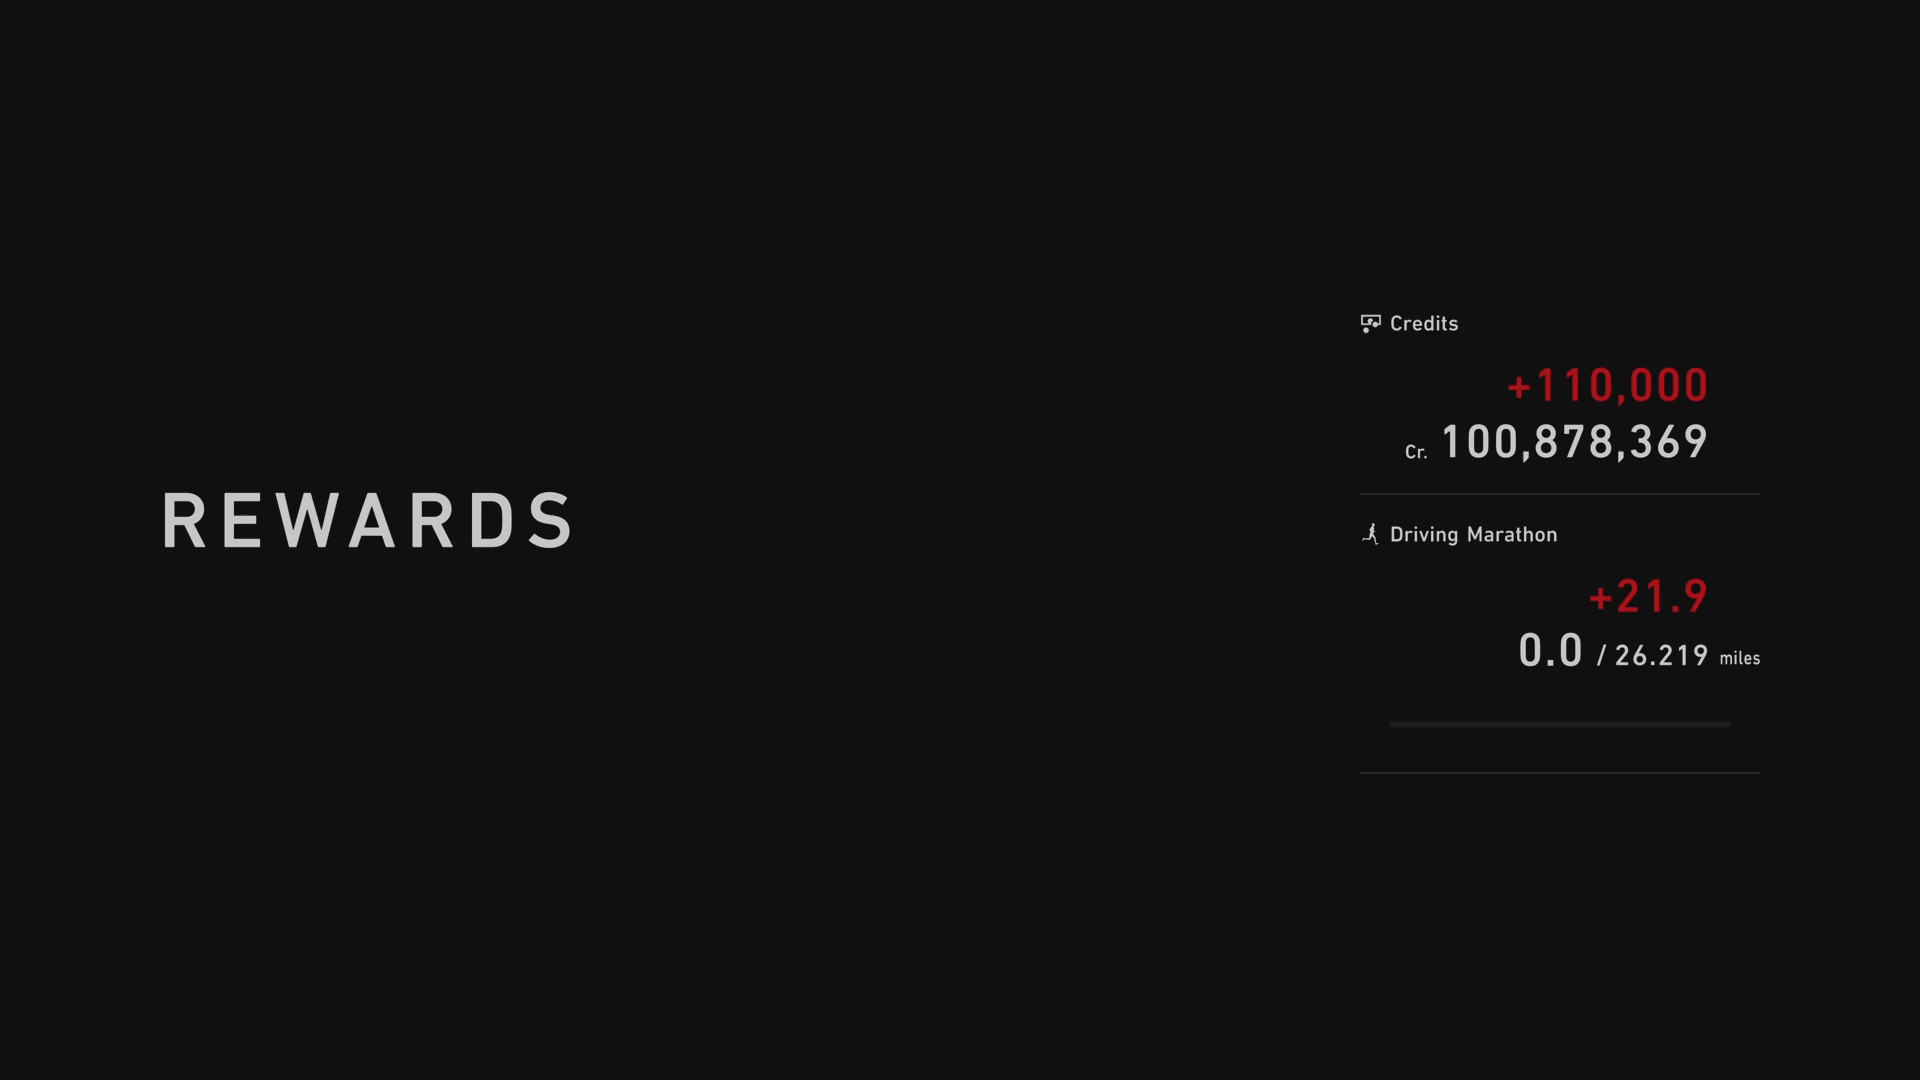 REWARDS
Credits
+110,000
Cr. 100,878,369
Driving Marathon
+21.9
0.0 / 26.219 miles